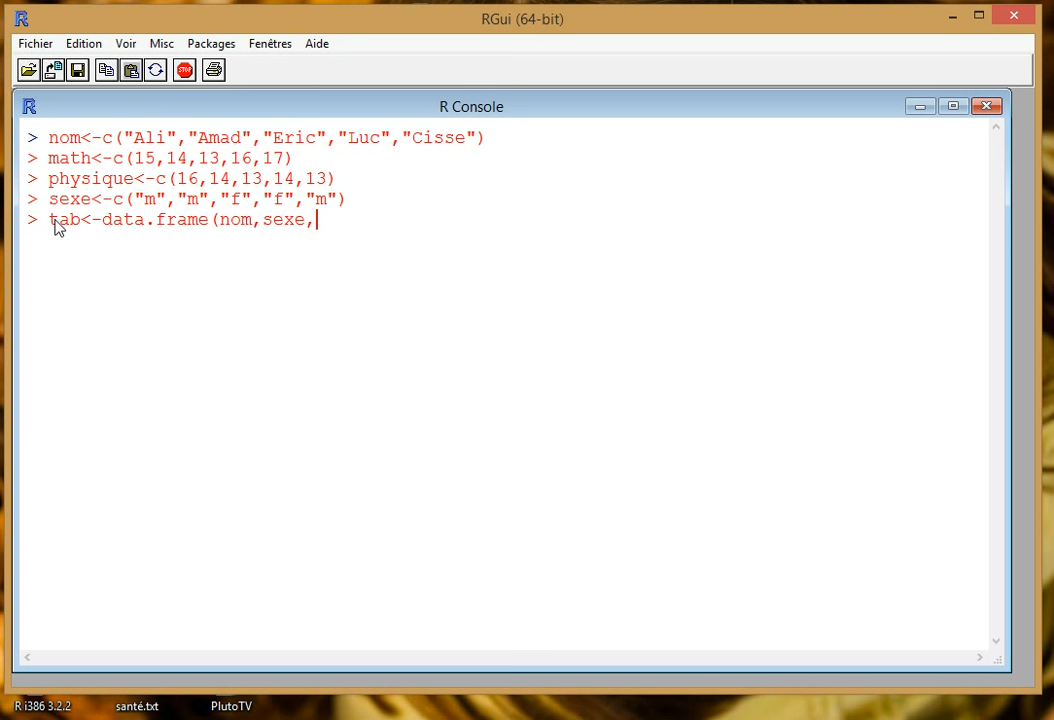 RGui (64-bit)
Fichier Edition Voir Misc Packages Fenêtres Aide
STOP
R Console
> nom<-c("Ali","Amad","Eric","Luc","Cisse")
> math<-c(15,14,13,16,17)
> physique<-c(16,14,13,14,13)
> sexe<-c("m","m","f","f","m")
> tab<-data.frame(nom,sexe,
R i386 3.2.2 santé.txt PlutoTV